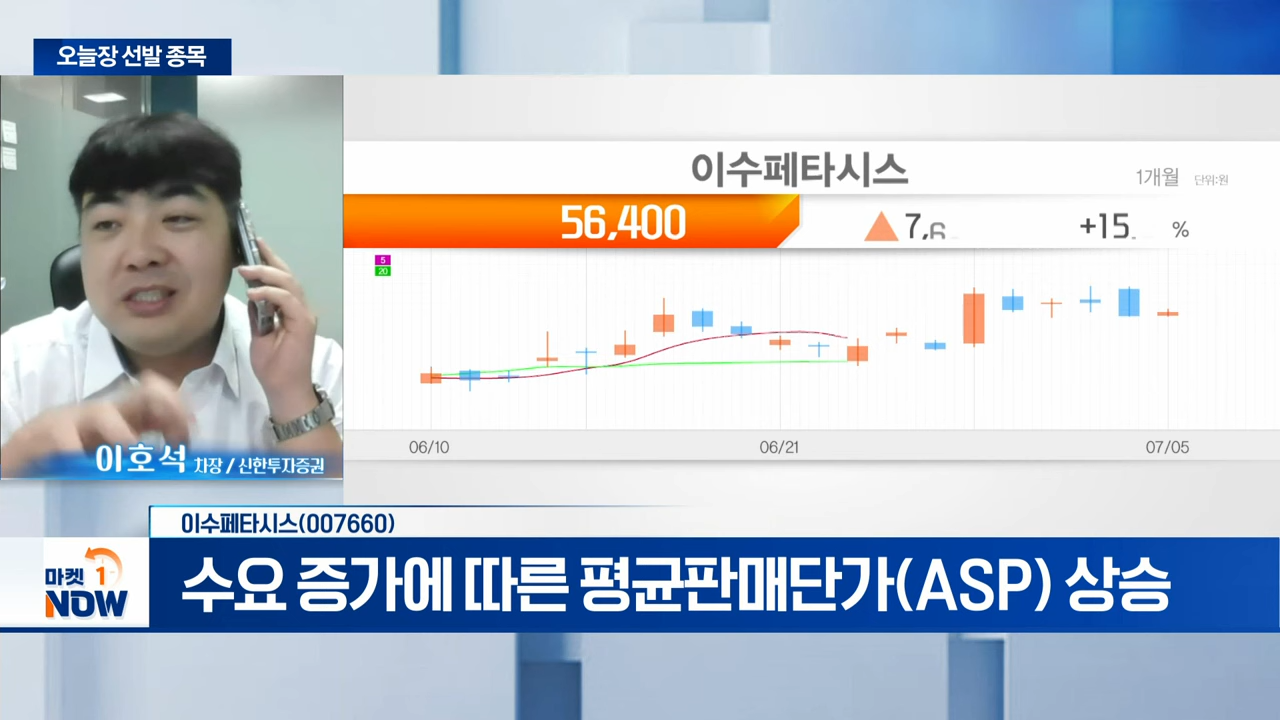 오늘장 선발 종목
이수페타시스
1개월 단위:원
56,400 ▲ 7, +15 %
5
20
06/10 06/21 07/05
이호석 차장 / 신한투자증권
이수페타시스(007660)
마켓 1
NOW
수요 증가에 따른 평균판매단가(ASP) 상승